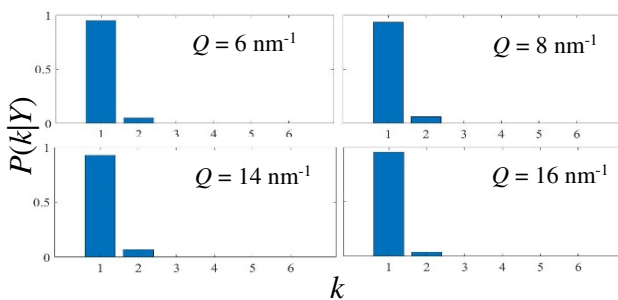 P(k|Y)
1
0.5
0
Q = 6 nm-1
1 2 3 4 5 6
Q = 8 nm-1
1 2 3 4 5 6
1
0.5
0
Q = 14 nm-1
1 2 3 4 5 6
Q = 16 nm-1
1 2 3 4 5 6
k